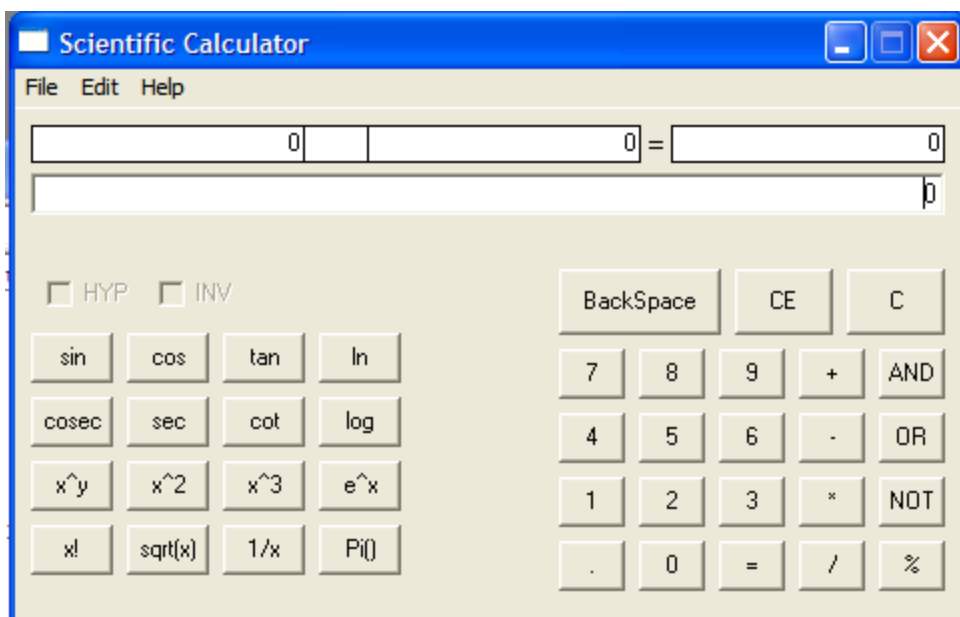 Scientific Calculator
File Edit Help
0 0 = 0
0
HYP INV
BackSpace CE C
sin cos tan ln
7 8 9 + AND
cosec sec cot log
4 5 6 - OR
x^y x^2 x^3 e^x
1 2 3 * NOT
x! sqrt(x) 1/x Pi()
. 0 = / %